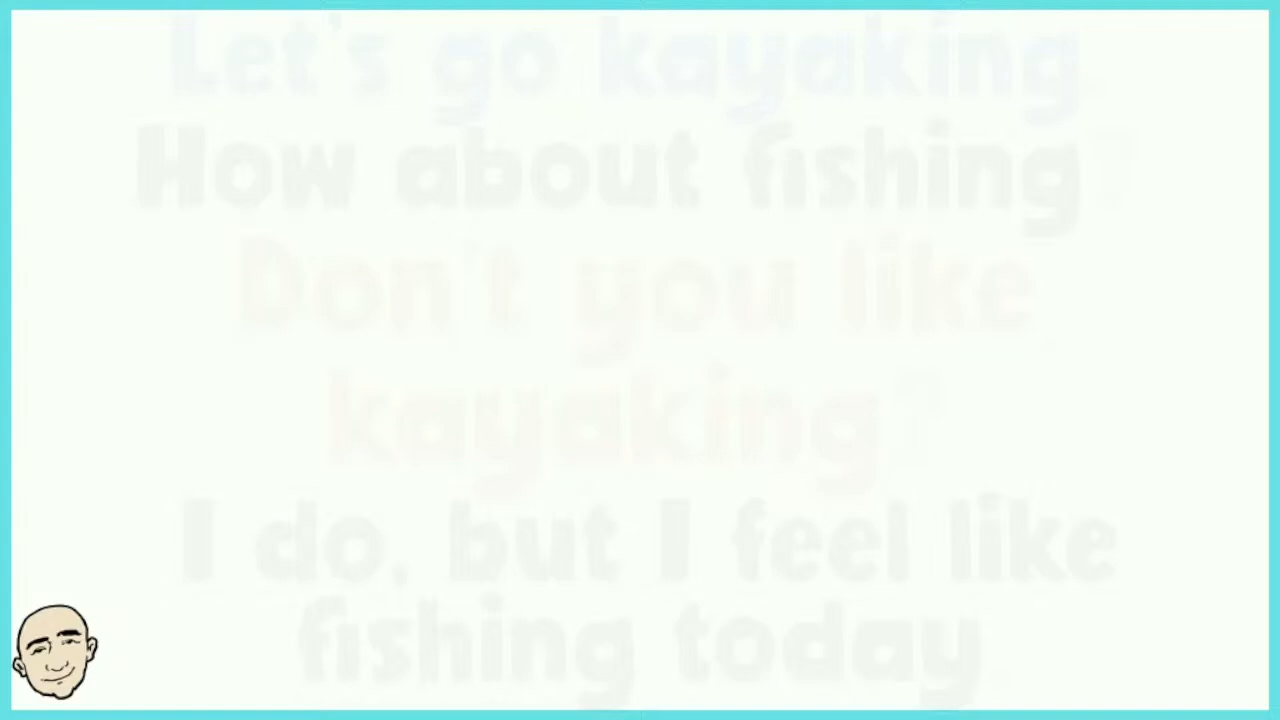 Let's go kayaking.
How about fishing?
Don't you like
kayaking?
I do, but I feel like
fishing today.